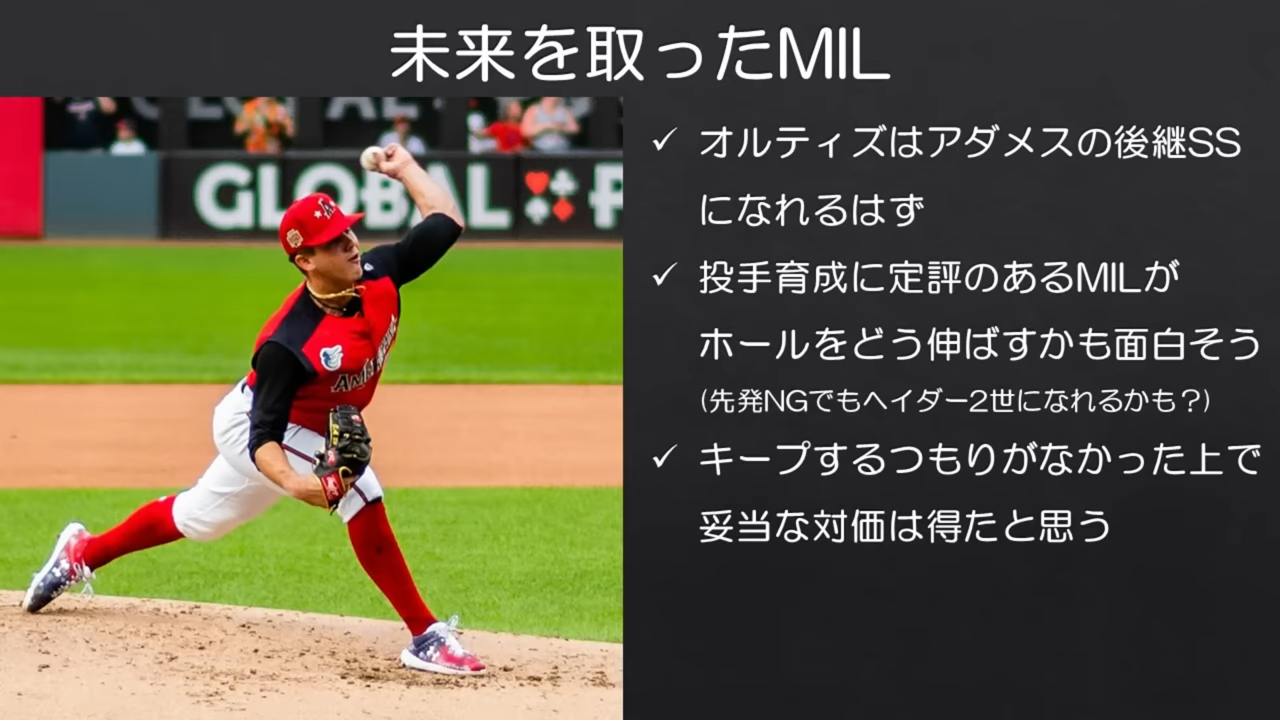 未来を取ったMIL
GLOBAL
オルティズはアダメスの後継SS
になれるはず
投手育成に定評のあるMILが
ホールをどう伸ばすかも面白そう
(先発NGでもヘイダー2世になれるかも？)
キープするつもりがなかった上で
妥当な対価は得たと思う